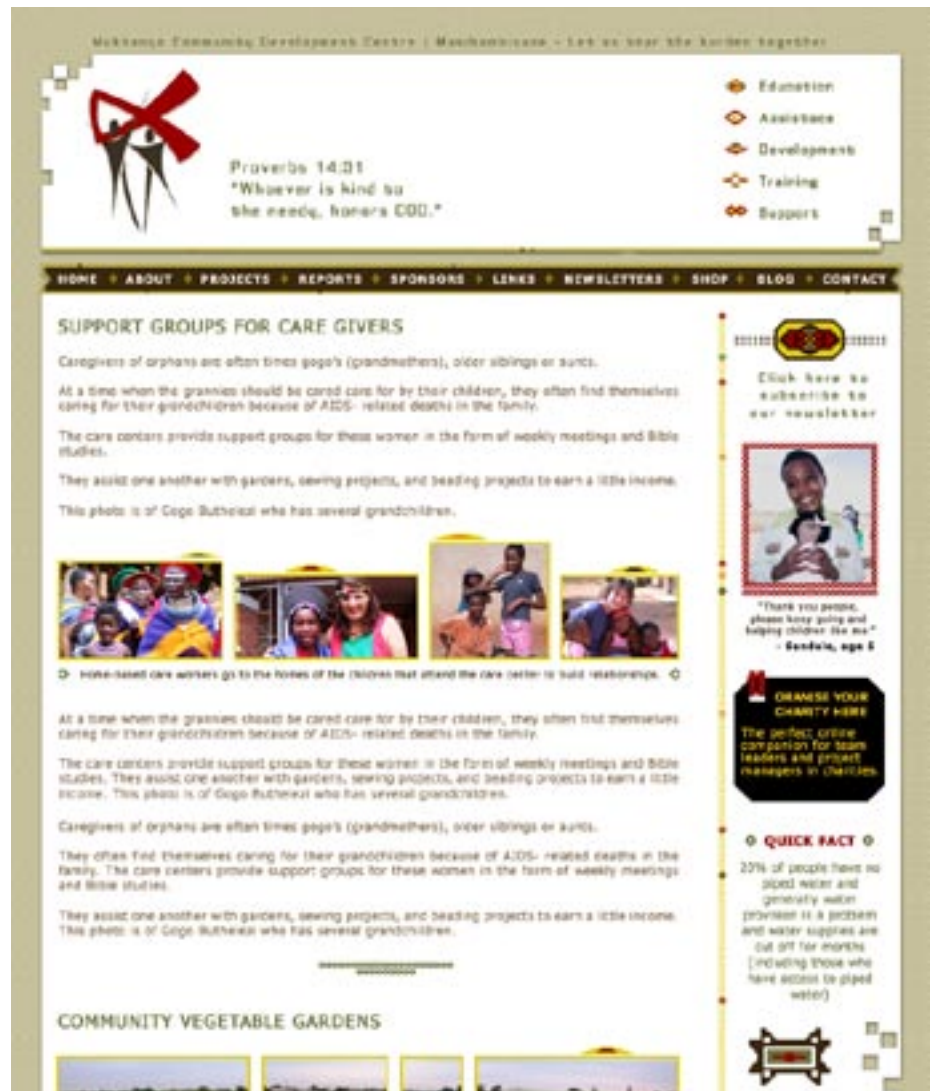 Community Development Centre | Masibambisane - Let us bear the burden together
Education
Assistace
Development
Training
Support
Proverbs 14:31
"Whoever is kind to
the needy, honors GOD."
HOME ABOUT PROJECTS REPORTS SPONSORS LINKS NEWSLETTERS SHOP BLOG CONTACT
SUPPORT GROUPS FOR CARE GIVERS
Caregivers of orphans are often times gogo's (grandmothers), older siblings or aunts.
At a time when the grannies should be cared care for by their children, they often find themselves
caring for their grandchildren because of AIDS- related deaths in the family.
The care centers provide support groups for these women in the form of weekly meetings and Bible
studies.
They assist one another with gardens, sewing projects, and beading projects to earn a little income.
This photo is of Gogo Buthelezi who has several grandchildren.
Home-based care workers go to the homes of the children that attend the care center to build relationships.
At a time when the grannies should be cared care for by their children, they often find themselves
caring for their grandchildren because of AIDS- related deaths in the family.
The care centers provide support groups for these women in the form of weekly meetings and Bible
studies. They assist one another with gardens, sewing projects, and beading projects to earn a little
income. This photo is of Gogo Buthelezi who has several grandchildren.
Caregivers of orphans are often times gogo's (grandmothers), older siblings or aunts.
They often find themselves caring for their grandchildren because of AIDS- related deaths in the
family. The care centers provide support groups for these women in the form of weekly meetings
and Bible studies.
They assist one another with gardens, sewing projects, and beading projects to earn a little income.
This photo is of Gogo Buthelezi who has several grandchildren.
COMMUNITY VEGETABLE GARDENS
Click here to
subscribe to
our newsletter
"Thank you people,
please keep going and
helping children like me."
- age 5
ORANISE YOUR
CHARITY HERE
The perfect online
companion for team
leaders and project
managers in charities.
QUICK FACT
20% of people have no
piped water and
generally water
provision is a problem
and water supplies are
cut off for months
(including those who
have access to piped
water)